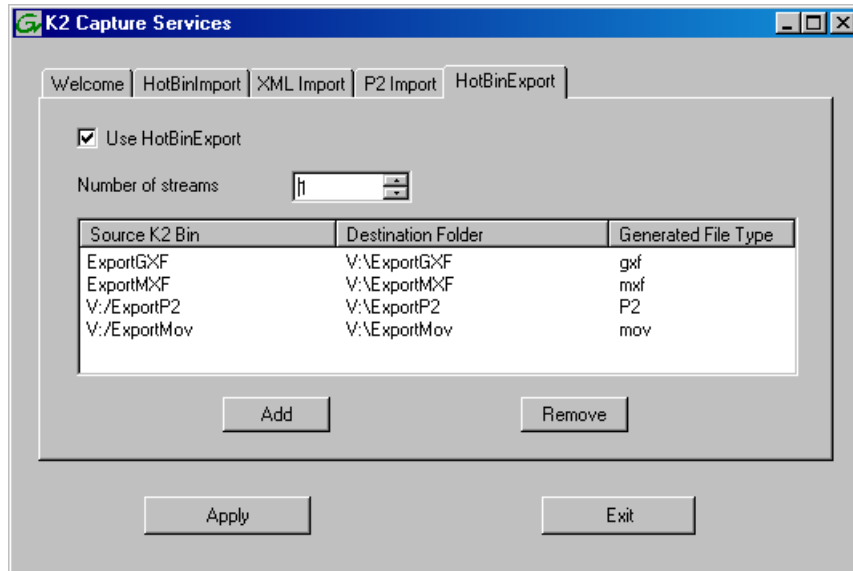 K2 Capture Services
Welcome HotBinImport XML Import P2 Import HotBinExport
Use HotBinExport
Number of streams 1
Source K2 Bin Destination Folder Generated File Type
ExportGXF V:\ExportGXF gxf
ExportMXF V:\ExportMXF mxf
V:/ExportP2 V:\ExportP2 P2
V:/ExportMov V:\ExportMov mov
Add Remove
Apply Exit